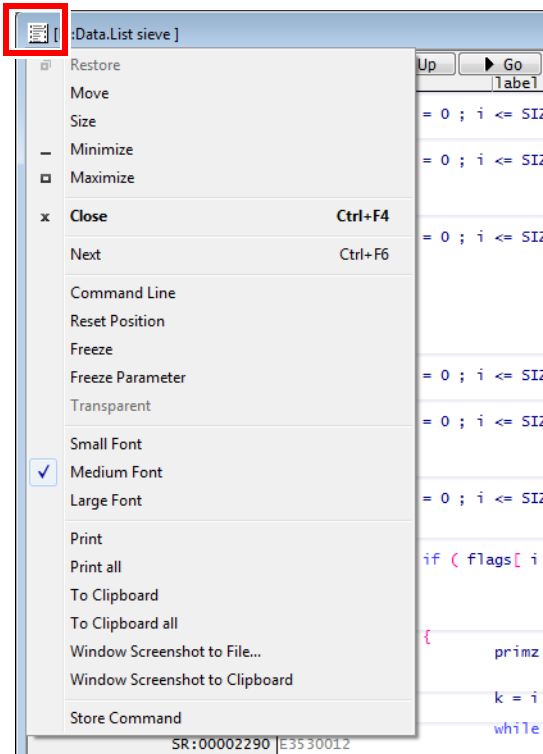 [ :Data.List sieve ]
Restore
Up Go
Move
label
Size
= 0 ; i <= SIZ
Minimize
= 0 ; i <= SIZ
Maximize
Close Ctrl+F4
= 0 ; i <= SIZ
Next Ctrl+F6
Command Line
Reset Position
Freeze
Freeze Parameter
= 0 ; i <= SIZ
Transparent
= 0 ; i <= SIZ
Small Font
Medium Font
Large Font
= 0 ; i <= SIZ
Print
Print all
if ( flags[ i
To Clipboard
To Clipboard all
{
Window Screenshot to File...
primz
Window Screenshot to Clipboard
k = i
Store Command
while
SR:00002290 E3530012